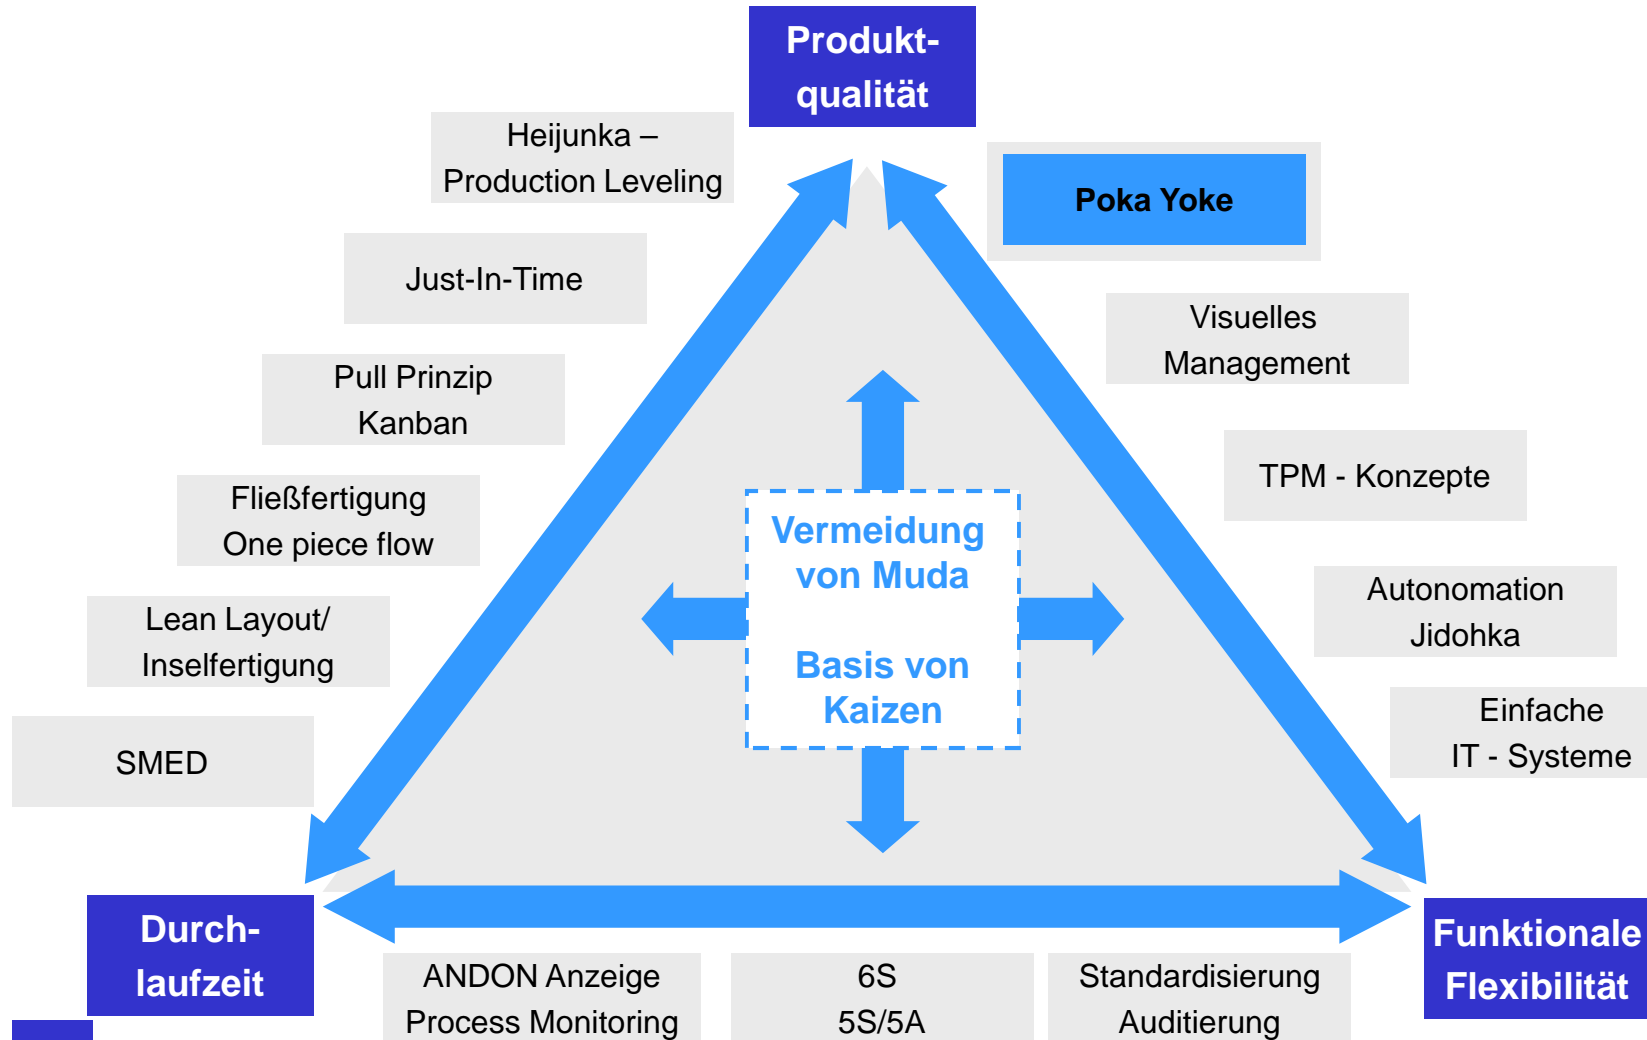 Produkt-
qualität
Heijunka –
Production Leveling
Poka Yoke
Just-In-Time
Visuelles
Management
Pull Prinzip
Kanban
TPM - Konzepte
Fließfertigung
One piece flow
Vermeidung
von Muda
Basis von
Kaizen
Autonomation
Jidohka
Lean Layout/
Inselfertigung
Einfache
IT - Systeme
SMED
Durch-
laufzeit
Funktionale
Flexibilität
ANDON Anzeige
Process Monitoring
6S
5S/5A
Standardisierung
Auditierung